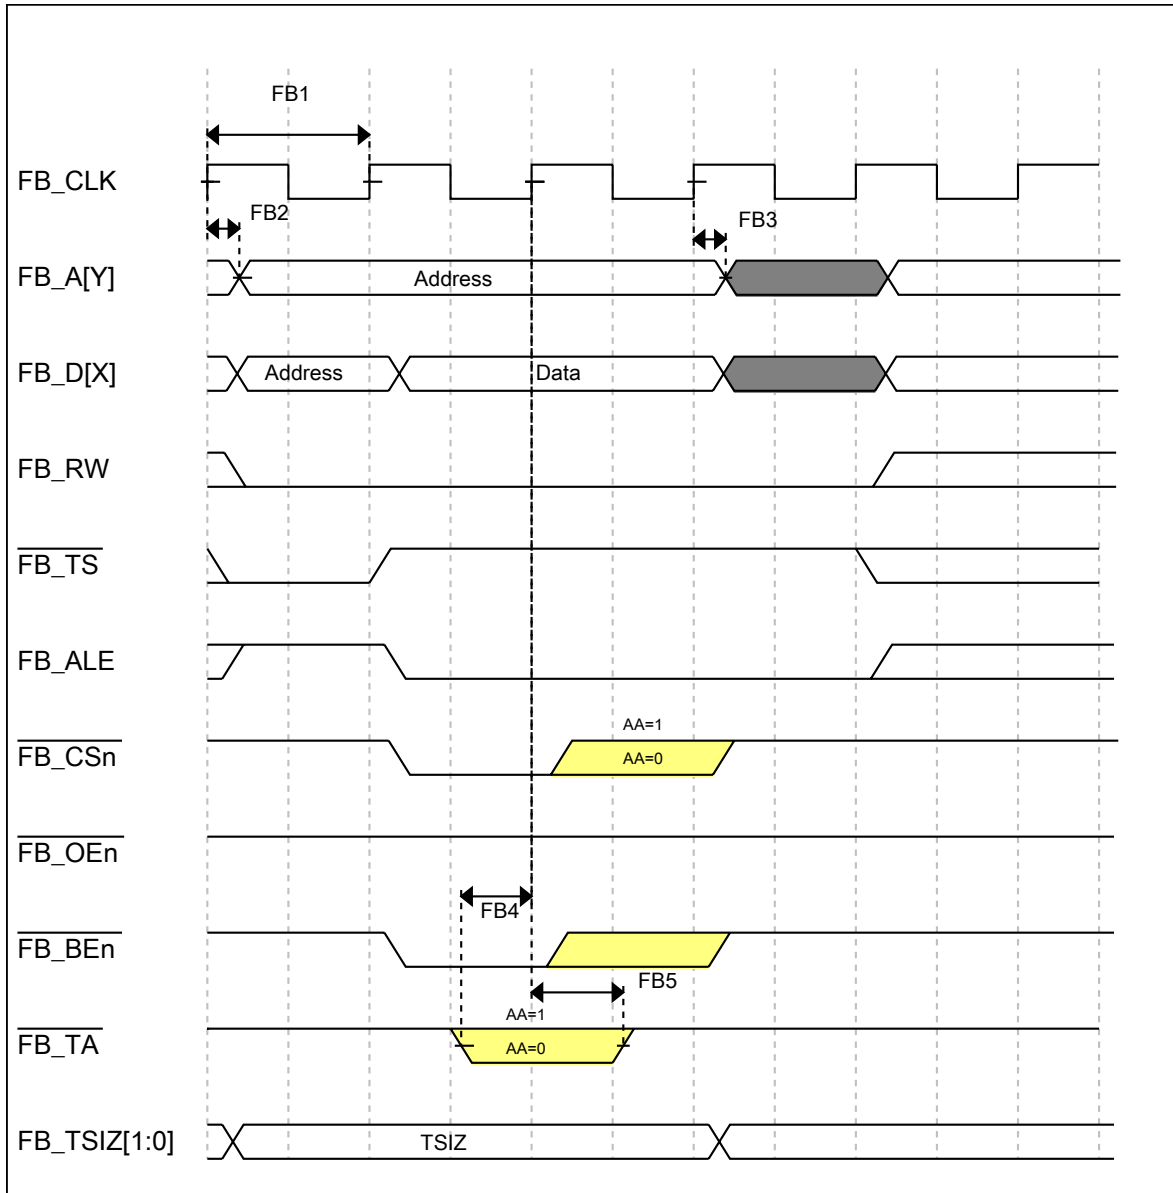 FB1
FB_CLK
FB2
FB3
FB_A[Y]
Address
FB_D[X]
Address
Data
FB_RW
FB_TS
FB_ALE
AA=1
FB_CSn
AA=0
FB_OEn
FB4
FB_BEn
FB5
AA=1
FB_TA
AA=0
FB_TSIZ[1:0]
TSIZ